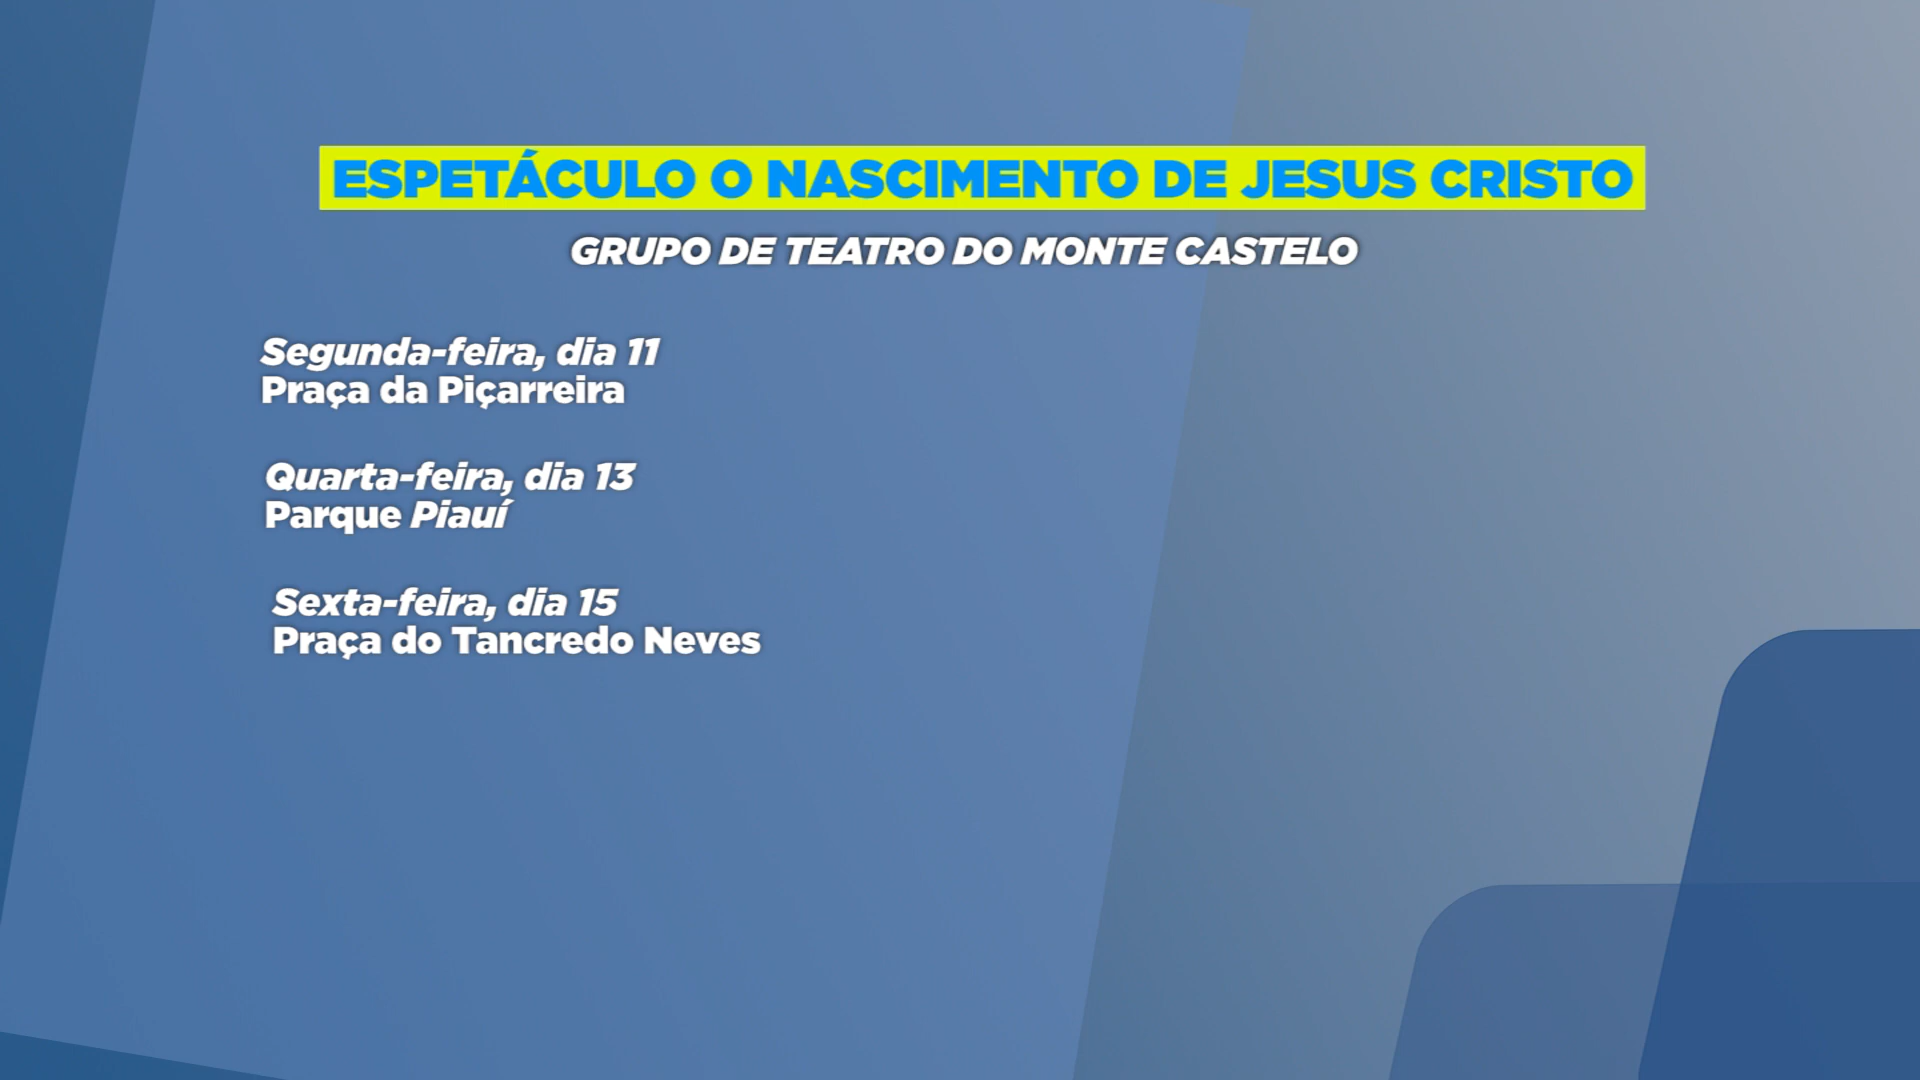 ESPETÁCULO O NASCIMENTO DE JESUS CRISTO
GRUPO DE TEATRO DO MONTE CASTELO
Segunda-feira, dia 11
Praça da Piçarreira
Quarta-feira, dia 13
Parque Piauí
Sexta-feira, dia 15
Praça do Tancredo Neves